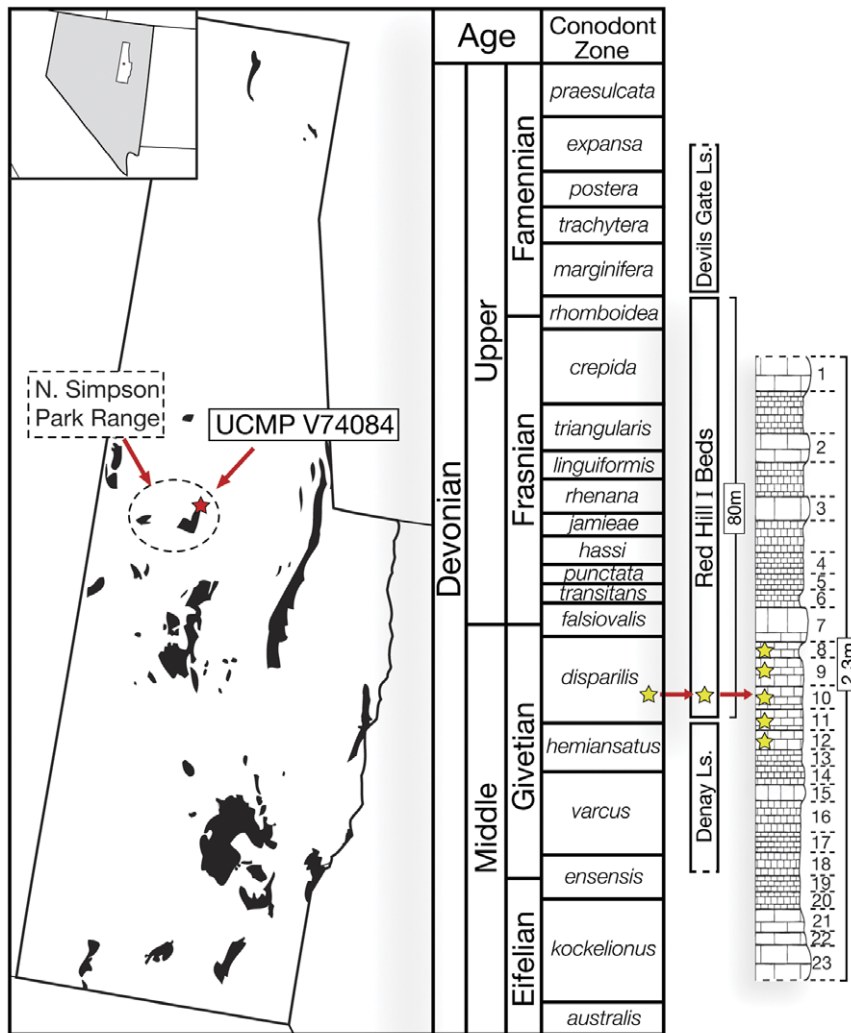 Age
Conodont
Zone
N. Simpson
Park Range
UCMP V74084
Devonian
Upper
Middle
Famennian
Frasnian
Givetian
Eifelian
praesulcata
expansa
postera
trachytera
marginifera
rhomboidea
crepida
triangularis
linguiformis
rhenana
jamieae
hassi
punctata
transitans
falsiovalis
disparilis
hemiansatus
varcus
ensensis
kockelionus
australis
Devils Gate Ls.
Red Hill I Beds
Denay Ls.
80m
1
2
3
4
5
6
7
8
9
10
11
12
13
14
15
16
17
18
19
20
21
22
23
2.3m